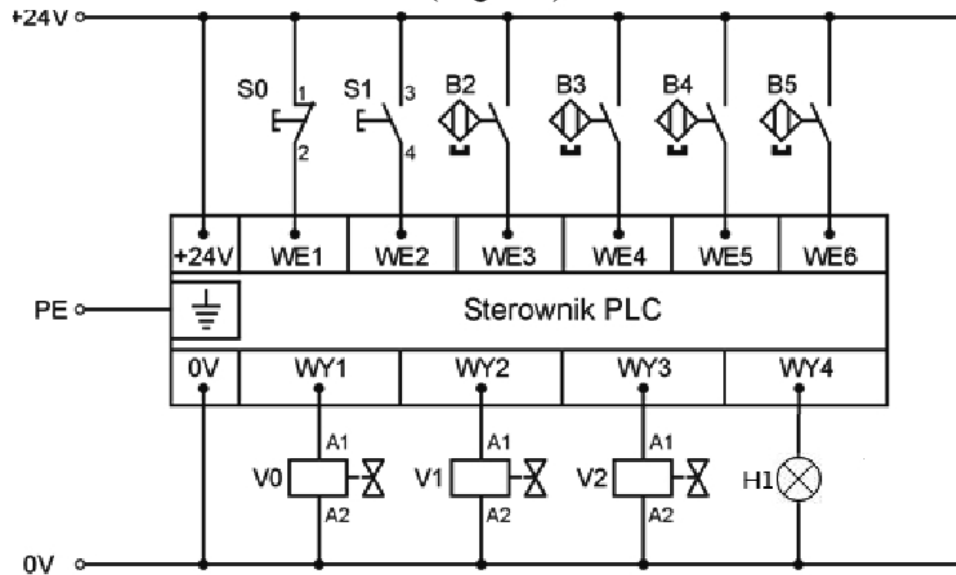 +24V
S0 1 2
S1 3 4
B2
B3
B4
B5
+24V WE1 WE2 WE3 WE4 WE5 WE6
PE
Sterownik PLC
0V WY1 WY2 WY3 WY4
V0 A1 A2
V1 A1 A2
V2 A1 A2
H1
0V